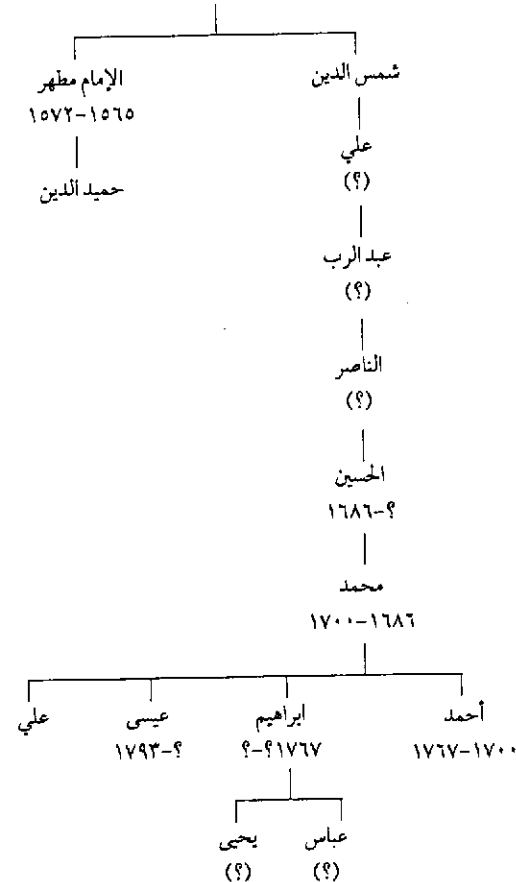 شمس الدين
الإمام مطهر
١٥٦٥-١٥٧٢
علي
(؟)
حميد الدين
عبد الرب
(؟)
الناصر
(؟)
الحسين
؟-١٦٨٦
محمد
١٦٨٦-١٧٠٠
أحمد ابراهيم عيسى علي
١٧٠٠-١٧٦٧ ١٧٦٧؟-؟ ؟-١٧٩٣
عباس يحيى
(؟) (؟)